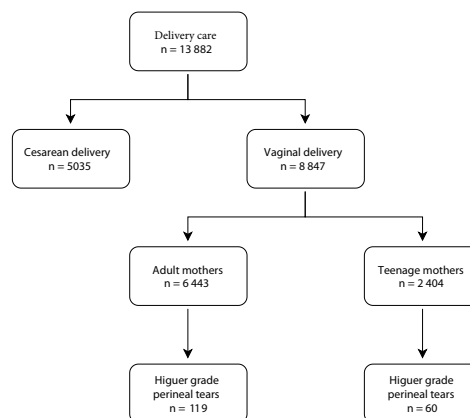 Delivery care
n = 13 882
Cesarean delivery
n = 5035
Vaginal delivery
n = 8 847
Adult mothers
n = 6 443
Teenage mothers
n = 2 404
Higuer grade
perineal tears
n = 119
Higuer grade
perineal tears
n = 60